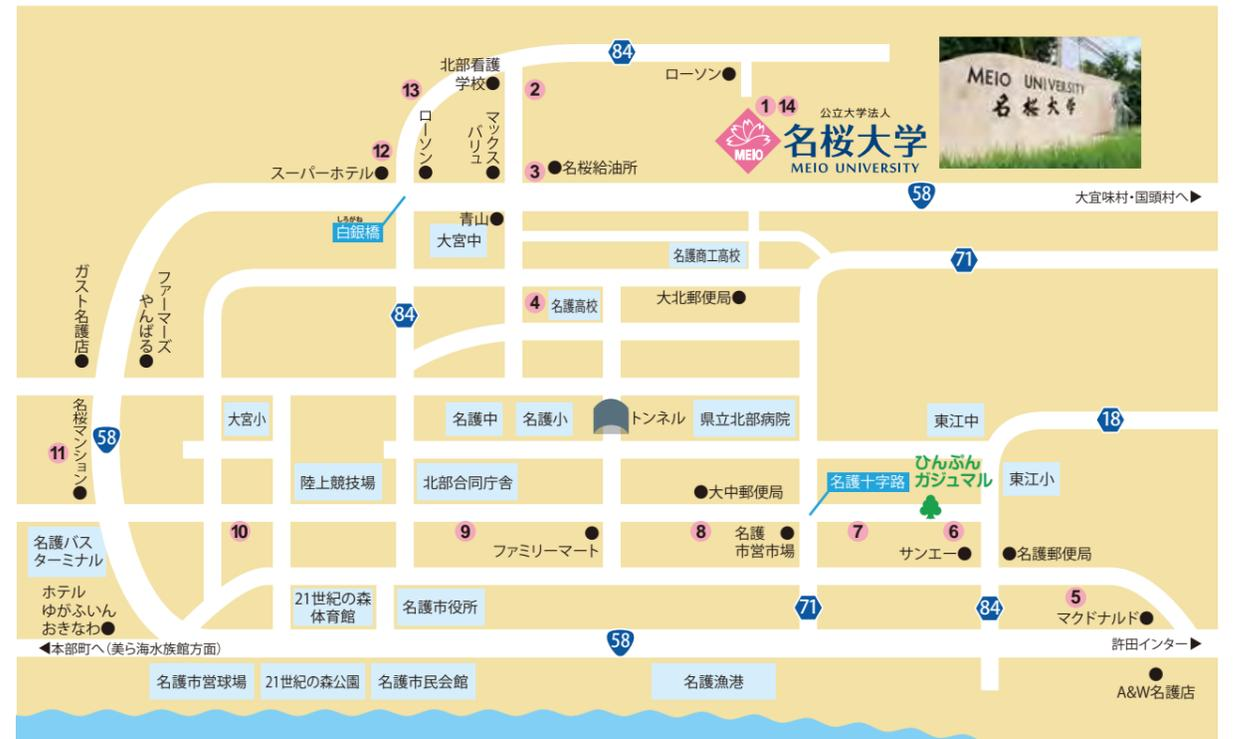 84
北部看護
学校
13
2
ローソン
1
14
公立大学法人
名桜大学
MEIO UNIVERSITY
MEIO
MEIO UNIVERSITY
名桜大学
ローソン
マックス
バリュ
12
スーパーホテル
3
名桜給油所
58
大宜味村・国頭村へ▶
しろがね
白銀橋
青山
大宮中
名護商工高校
71
ガスト名護店
ファーマーズ
やんばる
84
4
名護高校
大北郵便局
名桜マンション
11
58
大宮小
名護中
名護小
トンネル
県立北部病院
東江中
18
陸上競技場
北部合同庁舎
大中郵便局
名護十字路
ひんぷん
ガジュマル
東江小
名護バス
ターミナル
10
9
ファミリーマート
8
名護
市営市場
7
6
サンエー
名護郵便局
ホテル
ゆがふいん
おきなわ
21世紀の森
体育館
名護市役所
71
84
5
マクドナルド
◀本部町へ(美ら海水族館方面)
58
許田インター▶
名護市営球場
21世紀の森公園
名護市民会館
名護漁港
A&W名護店